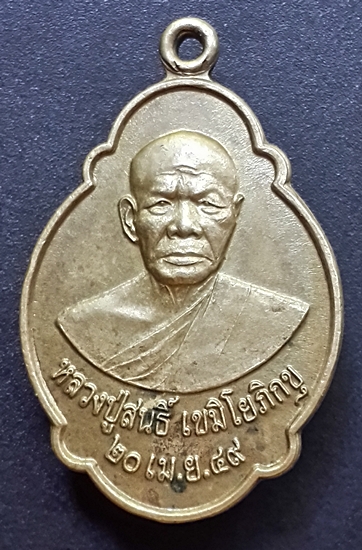 หลวงปู่สนธิ์ เขมิโยภิกขุ
๒๐ เม.ย.๔๙